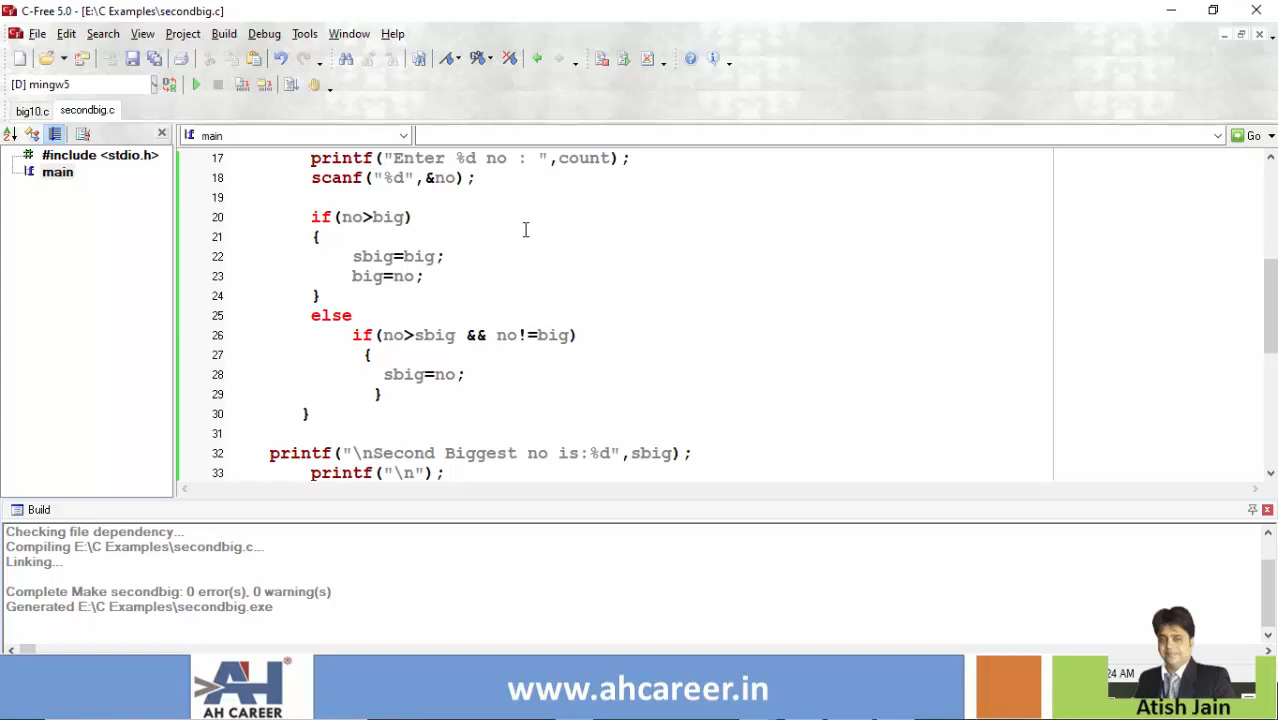 C-Free 5.0 - [E:\C Examples\secondbig.c]
File Edit Search View Project Build Debug Tools Window Help
[D] mingw5
big10.c secondbig.c
main
Go
#include <stdio.h>
main
17 printf("Enter %d no : ",count);
18 scanf("%d",&no);
19
20 if(no>big)
21 {
22 sbig=big;
23 big=no;
24 }
25 else
26 if(no>sbig && no!=big)
27 {
28 sbig=no;
29 }
30 }
31
32 printf("\nSecond Biggest no is:%d",sbig);
33 printf("\n");
Build
Checking file dependency...
Compiling E:\C Examples\secondbig.c...
Linking...
Complete Make secondbig: 0 error(s), 0 warning(s)
Generated E:\C Examples\secondbig.exe
AH
AH CAREER
www.ahcareer.in
24 AM
Atish Jain